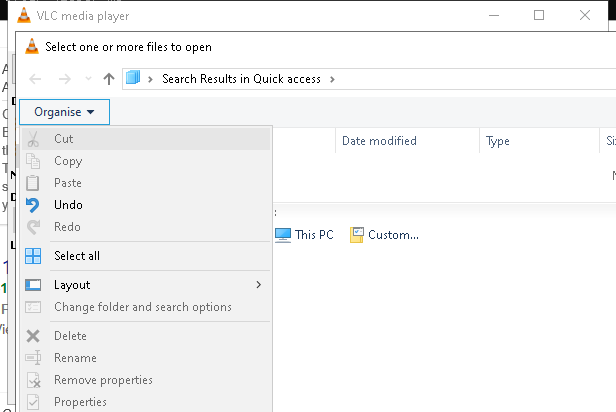 VLC media player
Select one or more files to open
Search Results in Quick access
Organise
Date modified
Type
Cut
Copy
Paste
Undo
Redo
This PC
Custom...
Select all
Layout
Change folder and search options
Delete
Rename
Remove properties
Properties